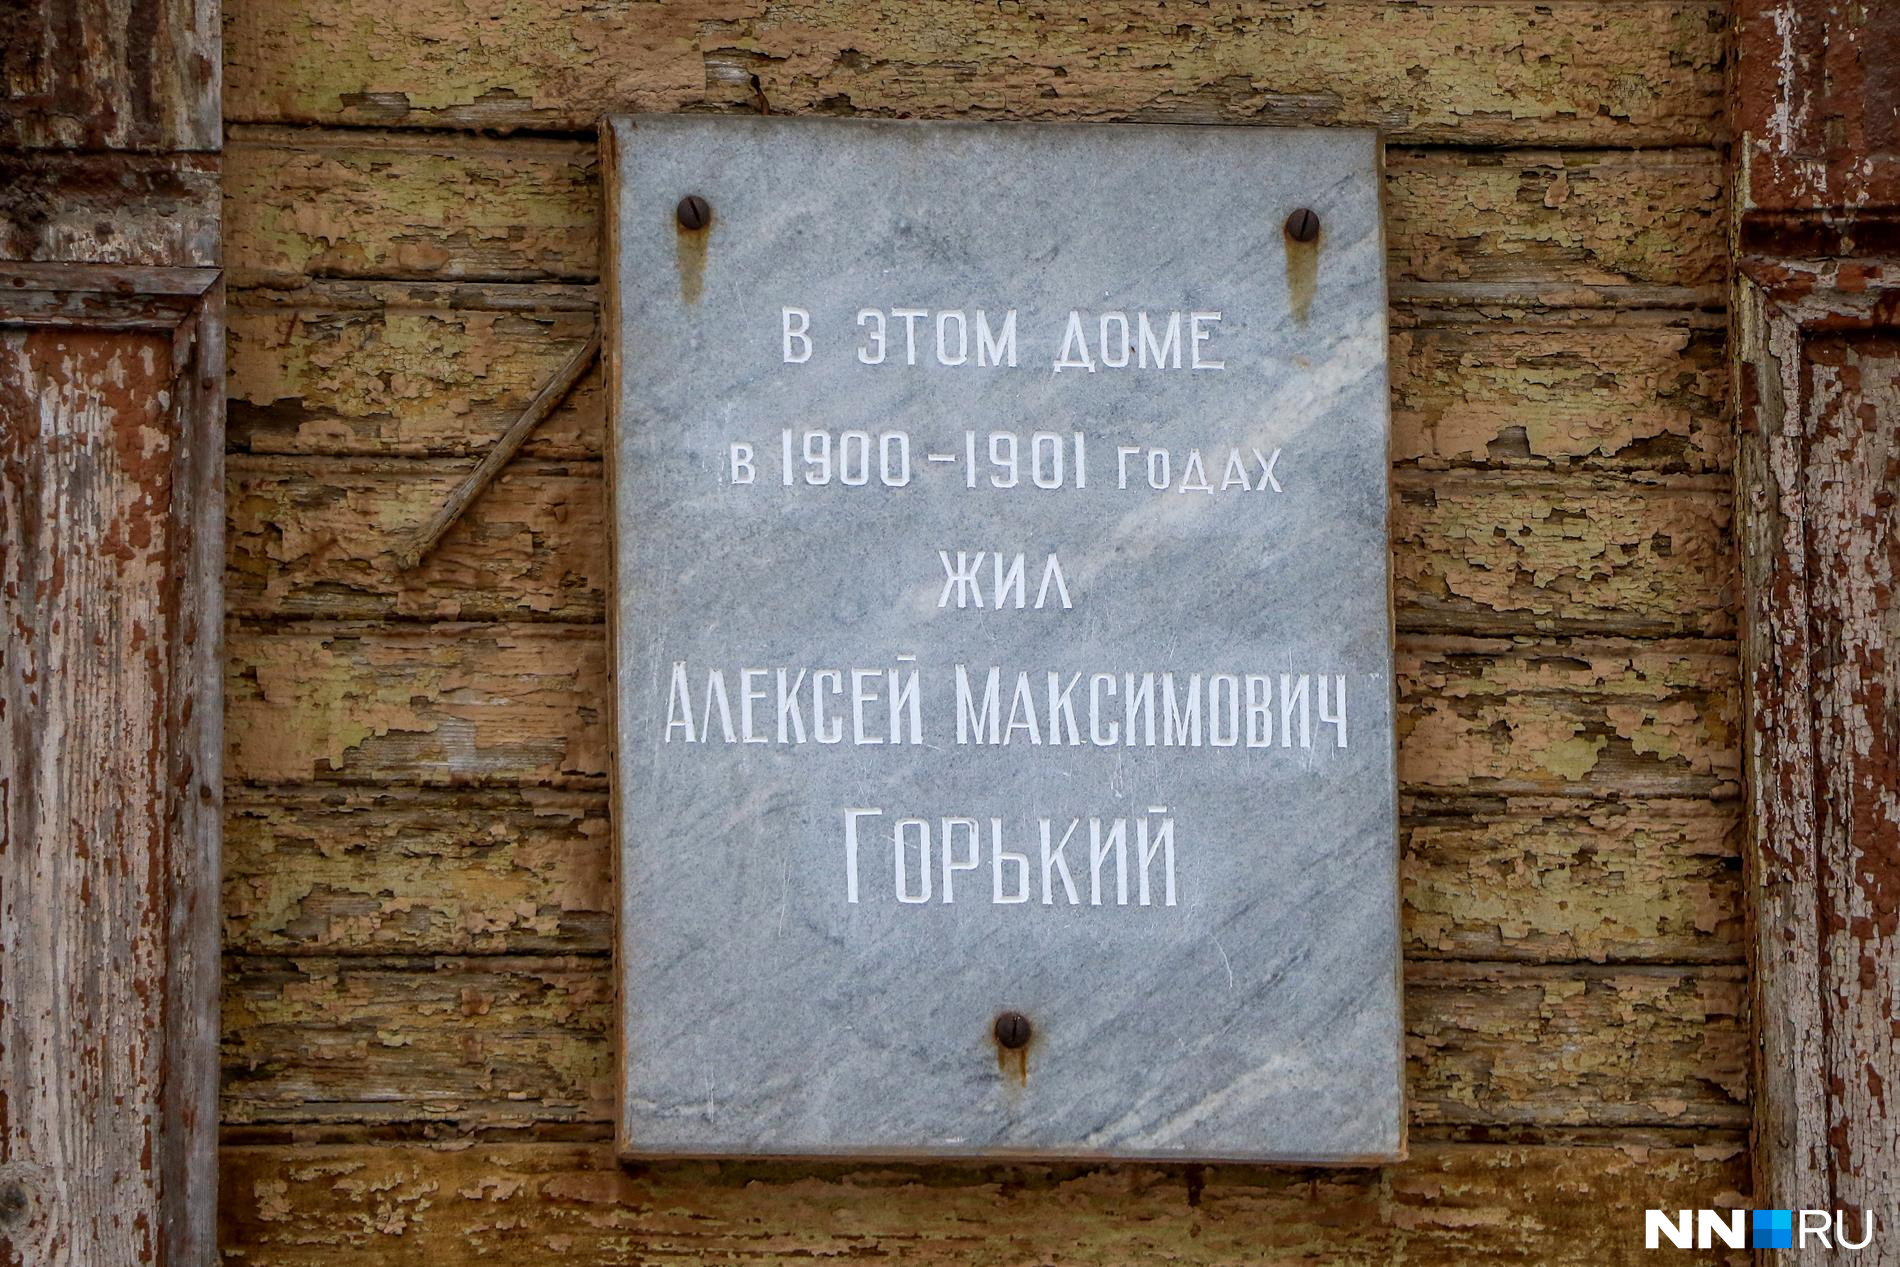 В ЭТОМ ДОМЕ
в 1900-1901 годах
ЖИЛ
АЛЕКСЕЙ МАКСИМОВИЧ
ГОРЬКИЙ
NN RU